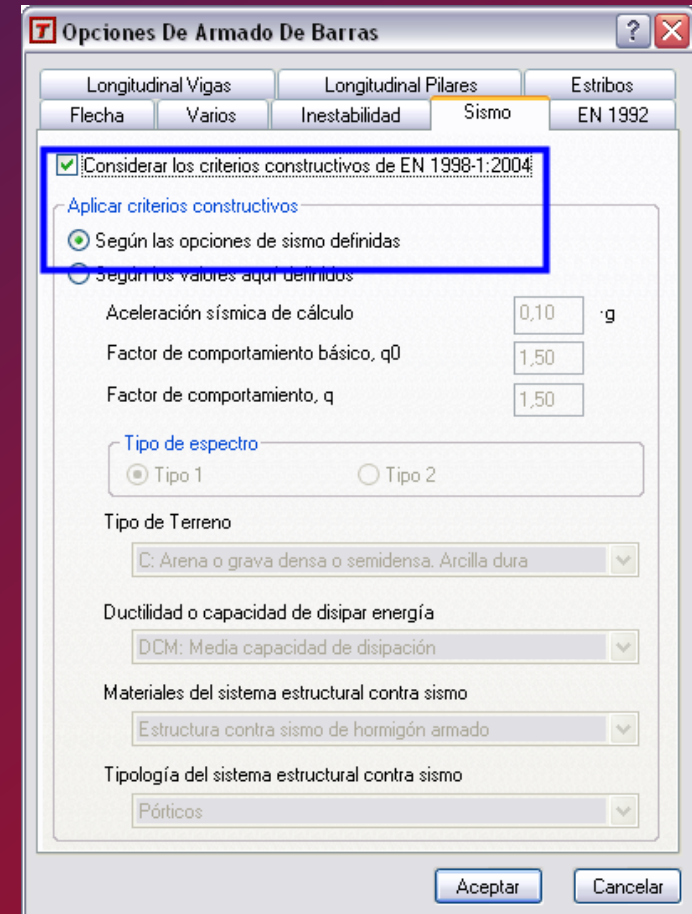 T Opciones De Armado De Barras
Longitudinal Vigas Longitudinal Pilares Estribos
Flecha Varios Inestabilidad Sismo EN 1992
Considerar los criterios constructivos de EN 1998-1:2004
Aplicar criterios constructivos
Según las opciones de sismo definidas
Según los valores aquí definidos
Aceleración sísmica de cálculo 0,10 ·g
Factor de comportamiento básico, q0 1,50
Factor de comportamiento, q 1,50
Tipo de espectro
Tipo 1 Tipo 2
Tipo de Terreno
C: Arena o grava densa o semidensa. Arcilla dura
Ductilidad o capacidad de disipar energía
DCM: Media capacidad de disipación
Materiales del sistema estructural contra sismo
Estructura contra sismo de hormigón armado
Tipología del sistema estructural contra sismo
Pórticos
Aceptar Cancelar